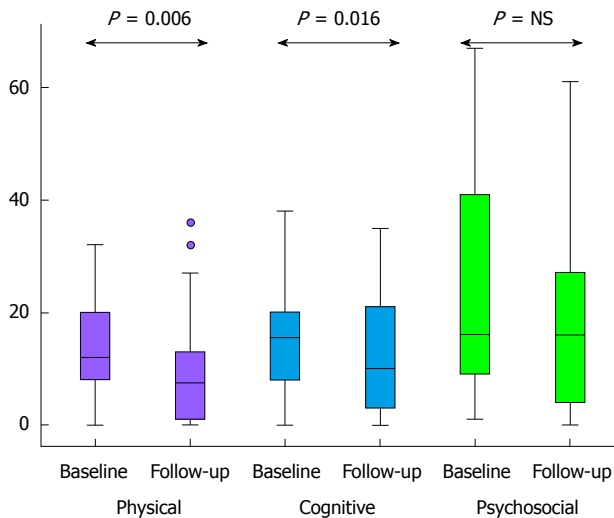 P = 0.006 P = 0.016 P = NS
60
40
20
0
Baseline Follow-up Baseline Follow-up Baseline Follow-up
Physical Cognitive Psychosocial